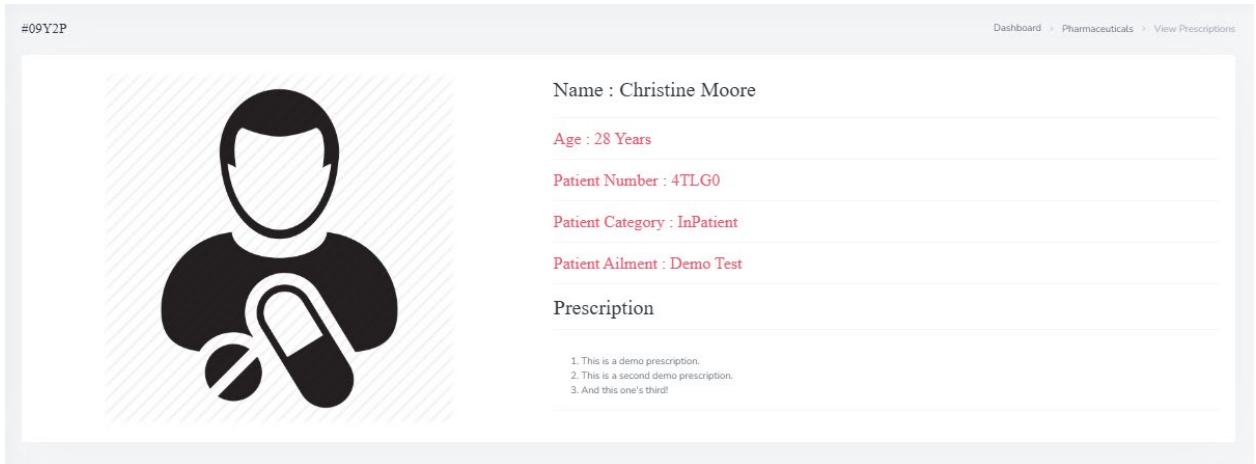 #09Y2P
Dashboard > Pharmaceuticals > View Prescriptions
Name : Christine Moore
Age : 28 Years
Patient Number : 4TLG0
Patient Category : InPatient
Patient Ailment : Demo Test
Prescription
1. This is a demo prescription.
2. This is a second demo prescription.
3. And this one's third!